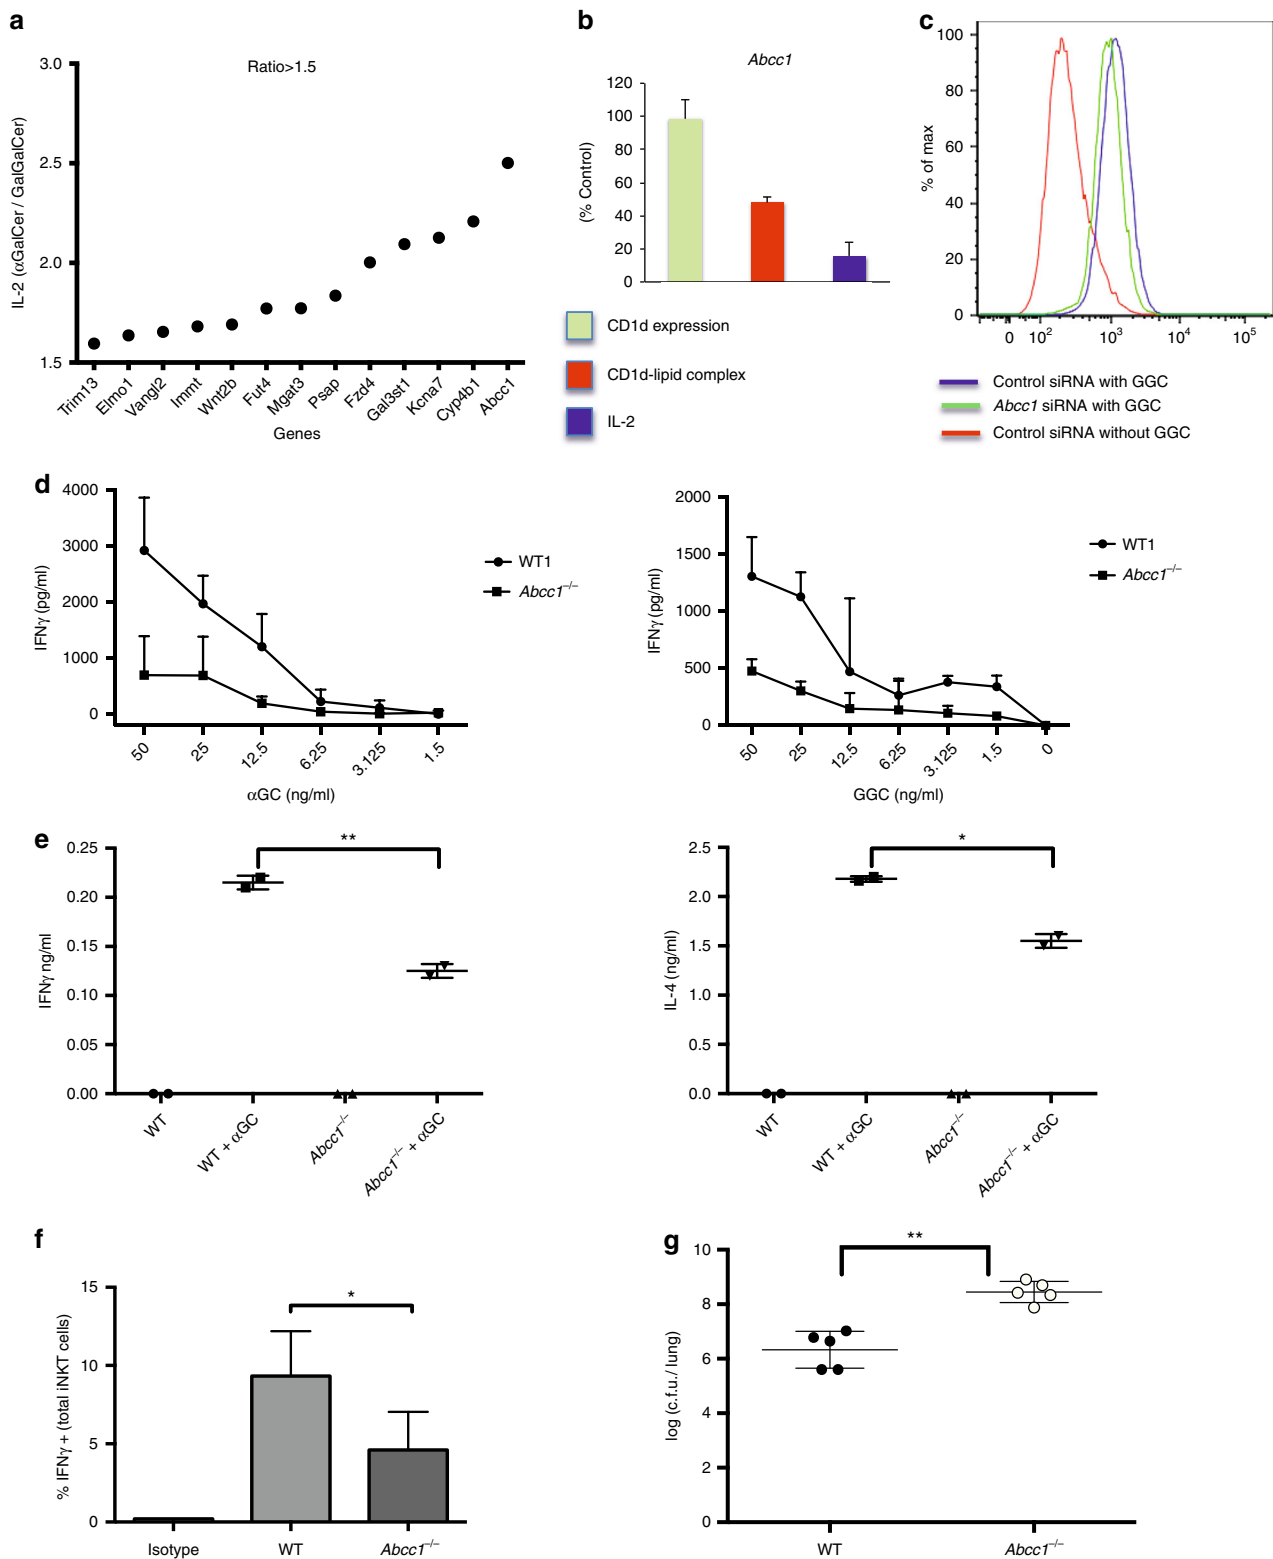 a
Ratio>1.5
IL-2 (αGalCer / GalGalCer)
3.0
2.5
2.0
1.5
Trim13
Elmo1
Vangl2
Immt
Wnt2b
Fut4
Mgat3
Psap
Fzd4
Gal3st1
Kcna7
Cyp4b1
Abcc1
Genes
b
Abcc1
(% Control)
120
100
80
60
40
20
0
CD1d expression
CD1d-lipid complex
IL-2
c
% of max
100
80
60
40
20
0
0 10² 10³ 10⁴ 10⁵
Control siRNA with GGC
Abcc1 siRNA with GGC
Control siRNA without GGC
d
IFNγ (pg/ml)
4000
3000
2000
1000
0
50
25
12.5
6.25
3.125
1.5
αGC (ng/ml)
WT1
Abcc1⁻/⁻
IFNγ (pg/ml)
2000
1500
1000
500
0
50
25
12.5
6.25
3.125
1.5
0
GGC (ng/ml)
WT1
Abcc1⁻/⁻
e
IFNγ ng/ml
0.25
0.20
0.15
0.10
0.05
0.00
**
WT
WT + αGC
Abcc1⁻/⁻
Abcc1⁻/⁻ + αGC
IL-4 (ng/ml)
2.5
2.0
1.5
1.0
0.5
0.0
*
WT
WT + αGC
Abcc1⁻/⁻
Abcc1⁻/⁻ + αGC
f
% IFNγ + (total iNKT cells)
15
10
5
0
*
Isotype
WT
Abcc1⁻/⁻
g
log (c.f.u./ lung)
10
8
6
4
2
0
**
WT
Abcc1⁻/⁻